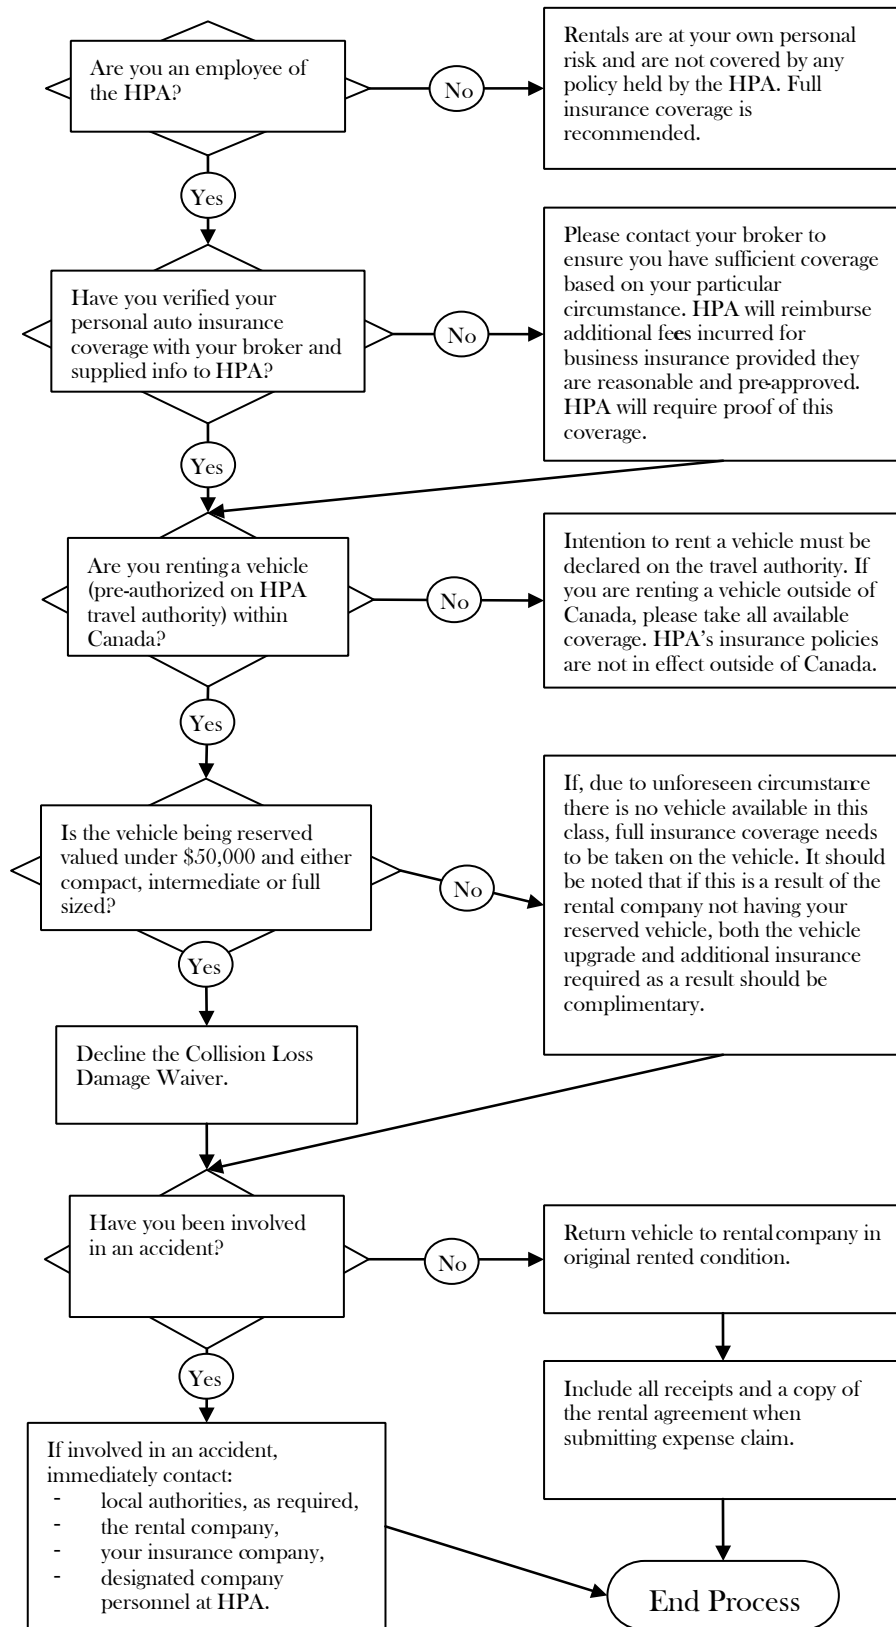 Are you an employee of
the HPA?
No
Rentals are at your own personal
risk and are not covered by any
policy held by the HPA. Full
insurance coverage is
recommended.
Yes
Have you verified your
personal auto insurance
coverage with your broker and
supplied info to HPA?
No
Please contact your broker to
ensure you have sufficient coverage
based on your particular
circumstance. HPA will reimburse
additional fees incurred for
business insurance provided they
are reasonable and pre-approved.
HPA will require proof of this
coverage.
Yes
Are you renting a vehicle
(pre-authorized on HPA
travel authority) within
Canada?
No
Intention to rent a vehicle must be
declared on the travel authority. If
you are renting a vehicle outside of
Canada, please take all available
coverage. HPA's insurance policies
are not in effect outside of Canada.
Yes
Is the vehicle being reserved
valued under $50,000 and either
compact, intermediate or full
sized?
No
If, due to unforeseen circumstance
there is no vehicle available in this
class, full insurance coverage needs
to be taken on the vehicle. It should
be noted that if this is a result of the
rental company not having your
reserved vehicle, both the vehicle
upgrade and additional insurance
required as a result should be
complimentary.
Yes
Decline the Collision Loss
Damage Waiver.
Have you been involved
in an accident?
No
Return vehicle to rental company in
original rented condition.
Yes
Include all receipts and a copy of
the rental agreement when
submitting expense claim.
If involved in an accident,
immediately contact:
- local authorities, as required,
- the rental company,
- your insurance company,
- designated company
personnel at HPA.
End Process